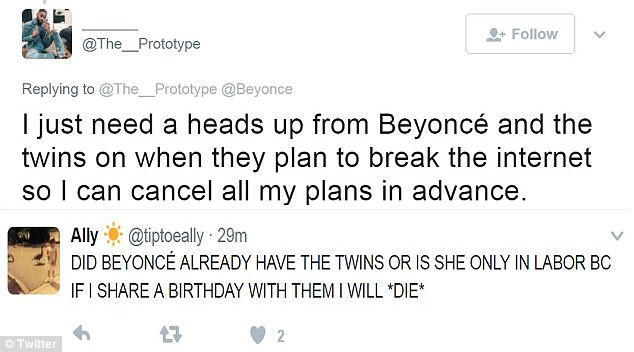 @The__Prototype
Follow
Replying to @The__Prototype @Beyonce
I just need a heads up from Beyoncé and the
twins on when they plan to break the internet
so I can cancel all my plans in advance.
Ally @tiptoeally · 29m
DID BEYONCÉ ALREADY HAVE THE TWINS OR IS SHE ONLY IN LABOR BC
IF I SHARE A BIRTHDAY WITH THEM I WILL *DIE*
2
© Twitter